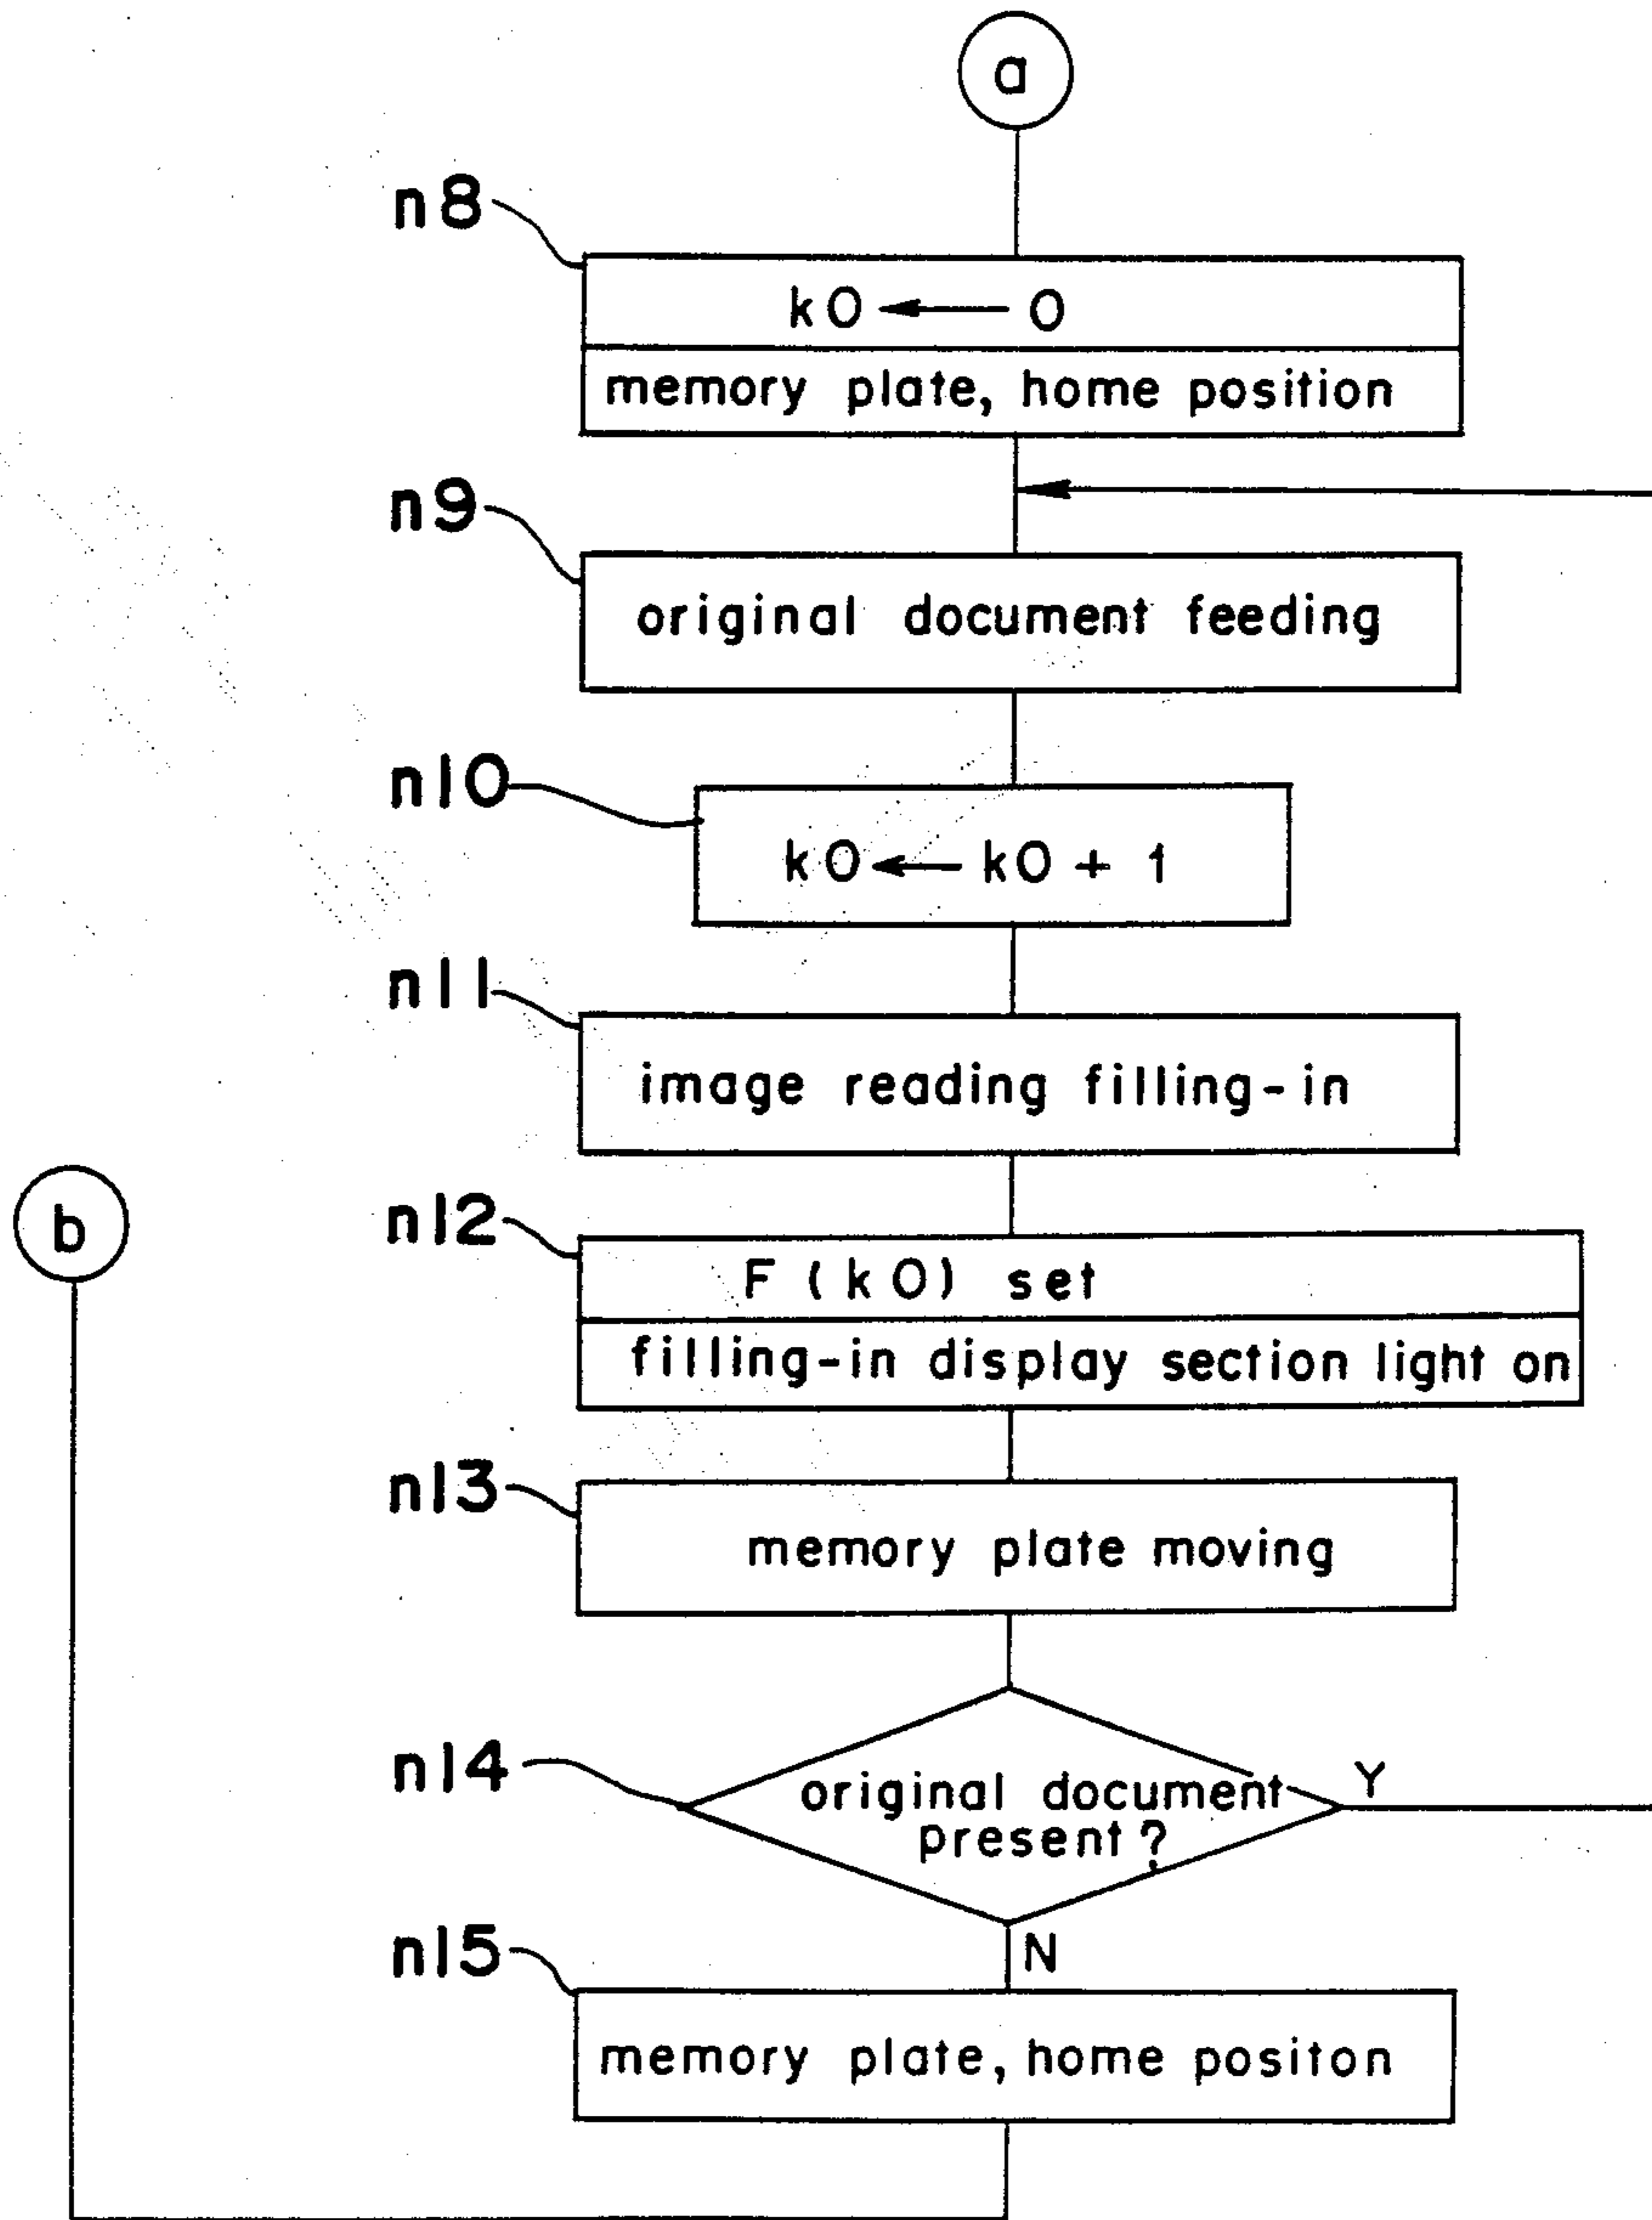 a
n8
k0 ← 0
memory plate, home position
n9
original document feeding
n10
k0 ← k0 + 1
n11
image reading filling-in
b
n12
F (k0) set
filling-in display section light on
n13
memory plate moving
n14
original document
present?
Y
N
n15
memory plate, home positon